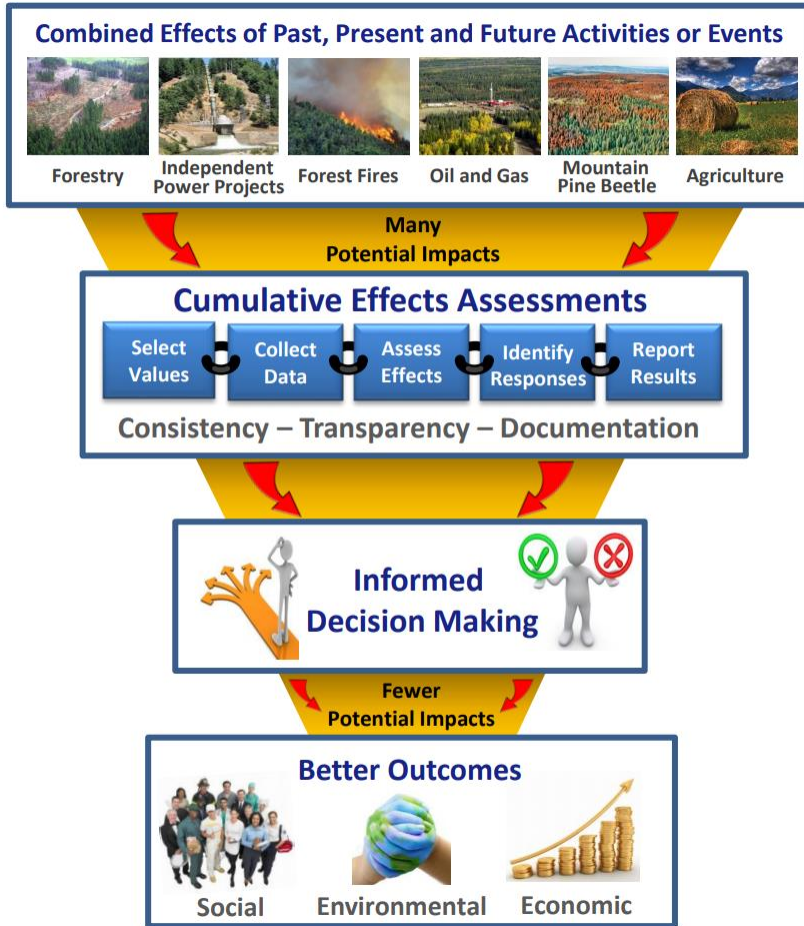 Combined Effects of Past, Present and Future Activities or Events
Forestry
Independent
Power Projects
Forest Fires
Oil and Gas
Mountain
Pine Beetle
Agriculture
Many
Potential Impacts
Cumulative Effects Assessments
Select
Values
Collect
Data
Assess
Effects
Identify
Responses
Report
Results
Consistency – Transparency – Documentation
Informed
Decision Making
Fewer
Potential Impacts
Better Outcomes
Social
Environmental
Economic